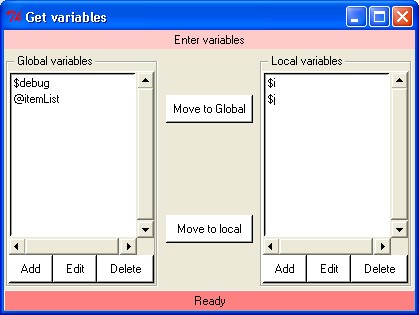 Get variables
Enter variables
Global variables
$debug
@itemList
Add Edit Delete
Move to Global
Move to local
Local variables
$i
$j
Add Edit Delete
Ready